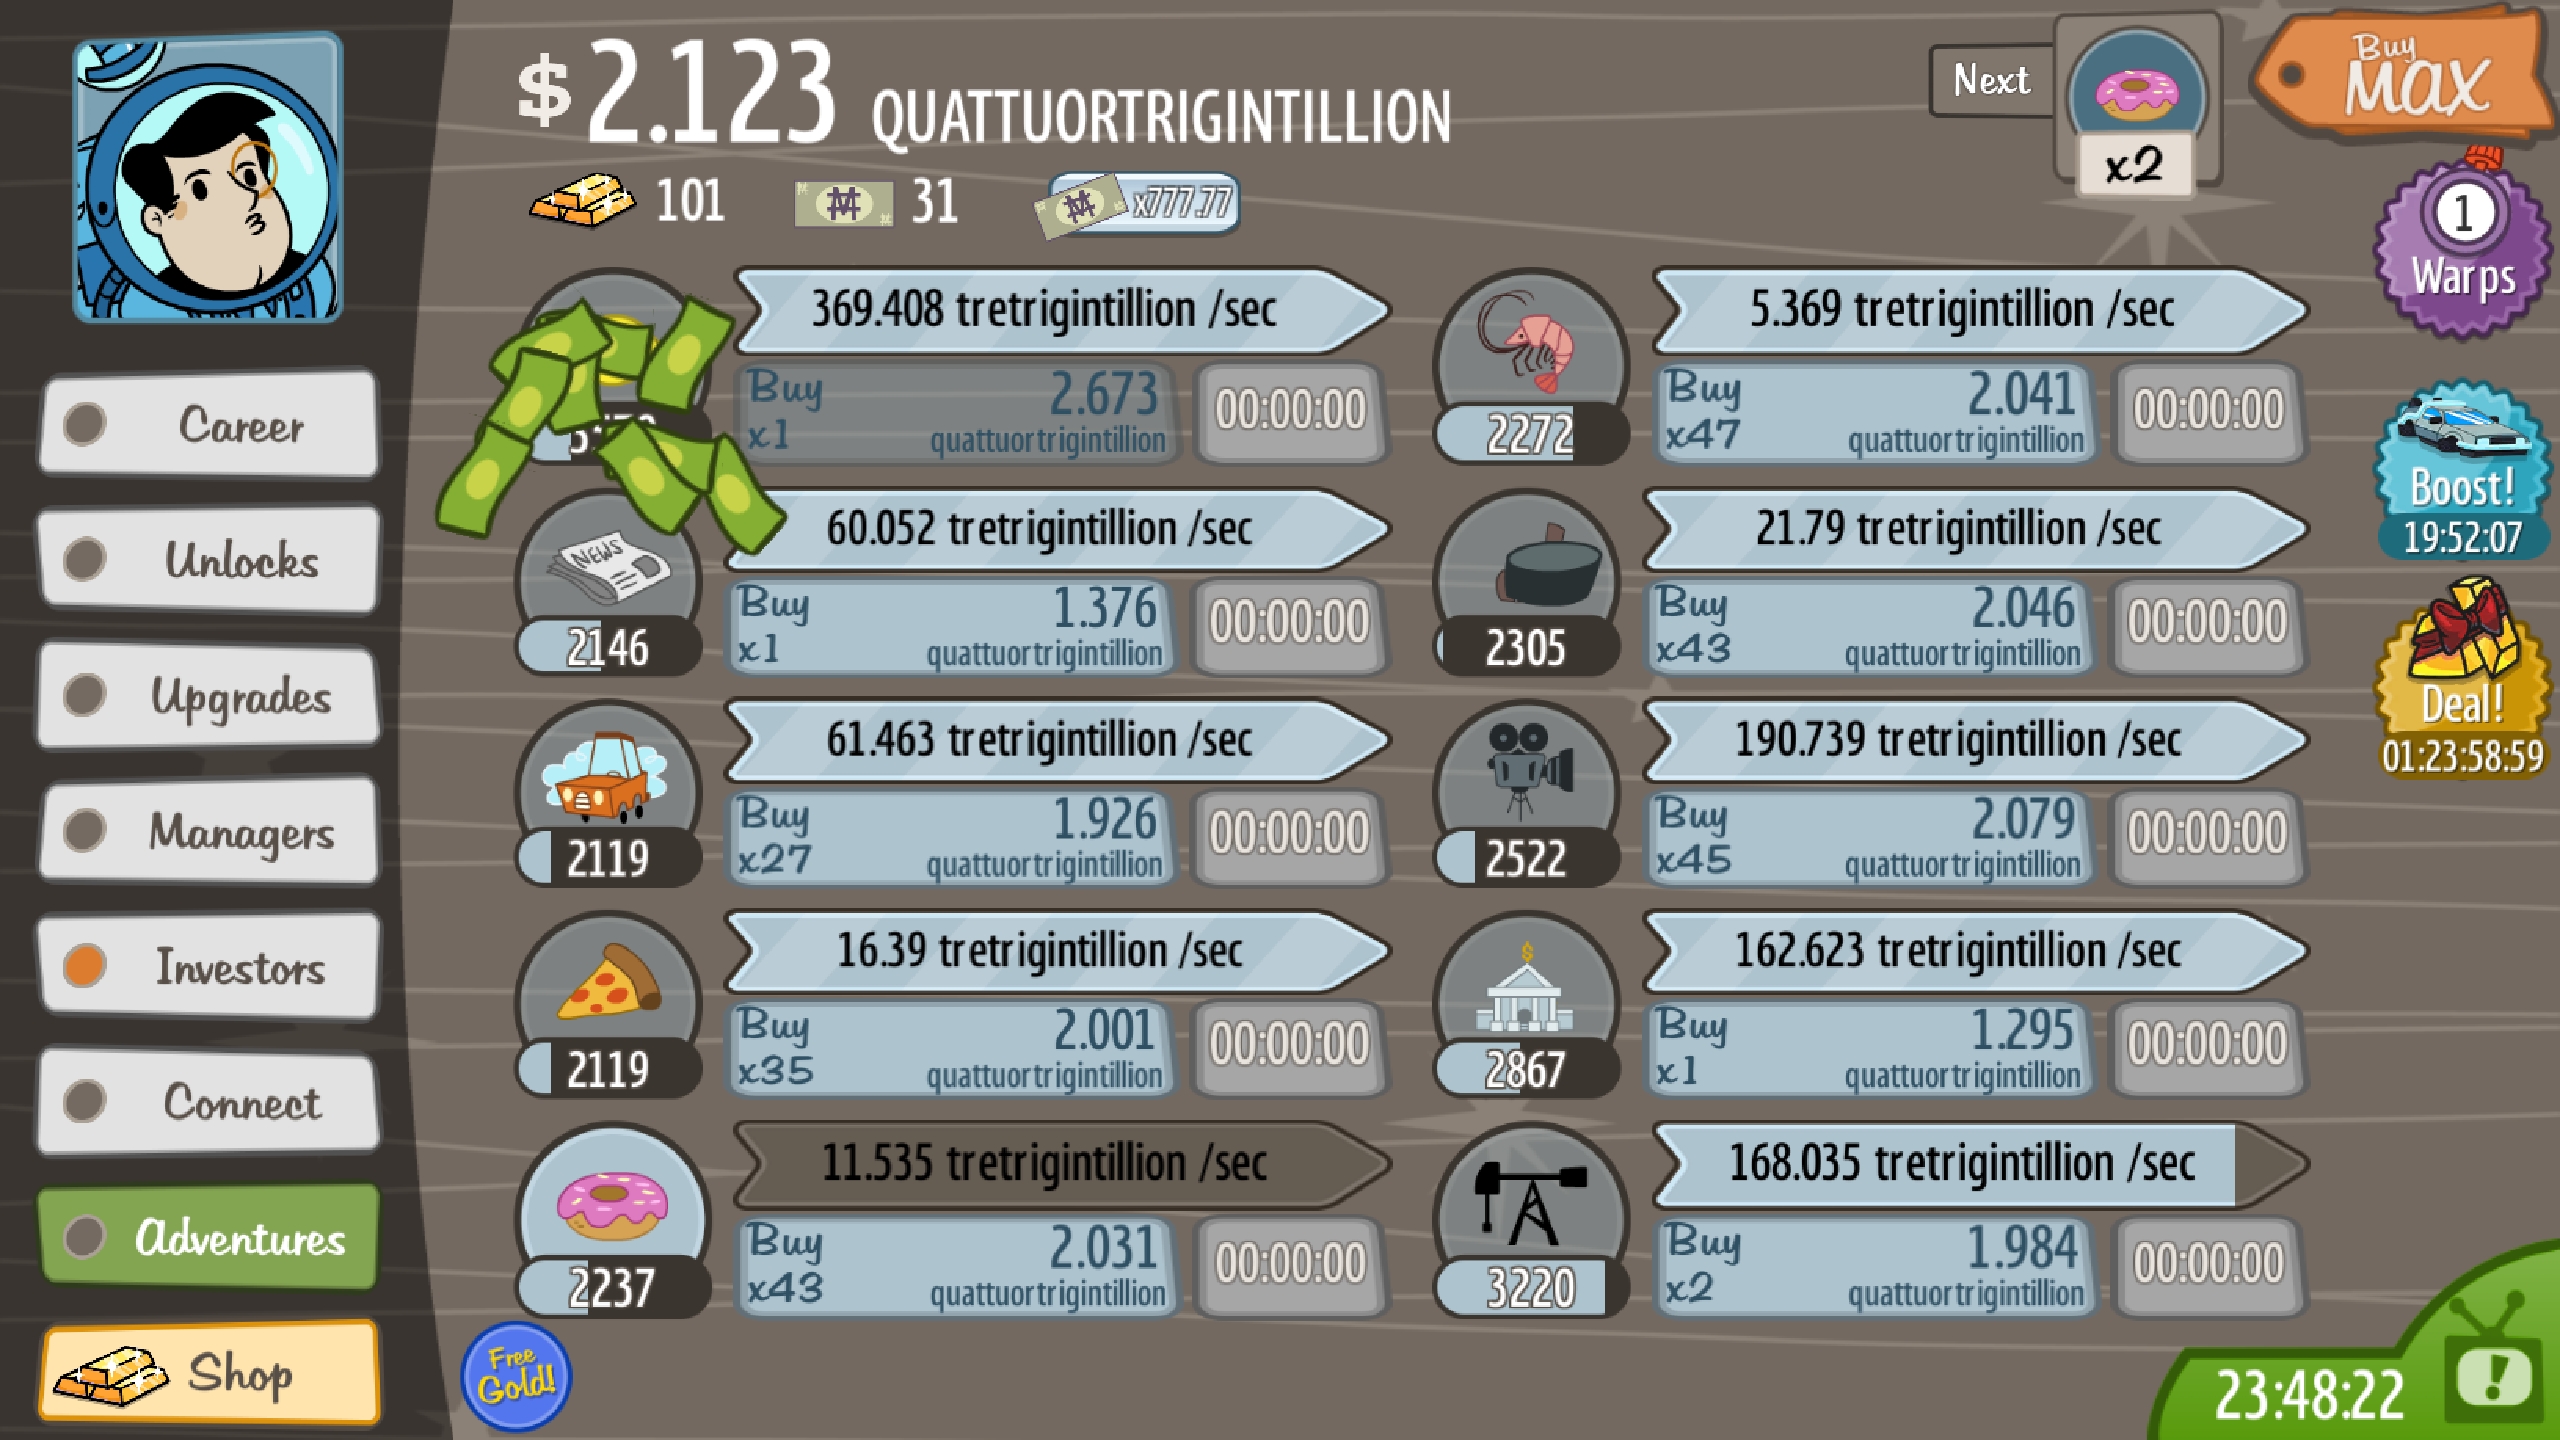 $2.123 QUATTUORTRIGINTILLION
Next
x2
Buy
MAX
101
31
x777.77
1
Warps
Boost!
19:52:07
Deal!
01:23:58:59
Career
Unlocks
Upgrades
Managers
Investors
Connect
Adventures
Shop
369.408 tretrigintillion /sec
Buy 2.673
x1 quattuortrigintillion
00:00:00
5.369 tretrigintillion /sec
2272
Buy 2.041
x47 quattuortrigintillion
00:00:00
NEWS
60.052 tretrigintillion /sec
2146
Buy 1.376
x1 quattuortrigintillion
00:00:00
21.79 tretrigintillion /sec
2305
Buy 2.046
x43 quattuortrigintillion
00:00:00
61.463 tretrigintillion /sec
2119
Buy 1.926
x27 quattuortrigintillion
00:00:00
190.739 tretrigintillion /sec
2522
Buy 2.079
x45 quattuortrigintillion
00:00:00
16.39 tretrigintillion /sec
2119
Buy 2.001
x35 quattuortrigintillion
00:00:00
162.623 tretrigintillion /sec
2867
Buy 1.295
x1 quattuortrigintillion
00:00:00
11.535 tretrigintillion /sec
2237
Buy 2.031
x43 quattuortrigintillion
00:00:00
168.035 tretrigintillion /sec
3220
Buy 1.984
x2 quattuortrigintillion
00:00:00
Free
Gold!
23:48:22